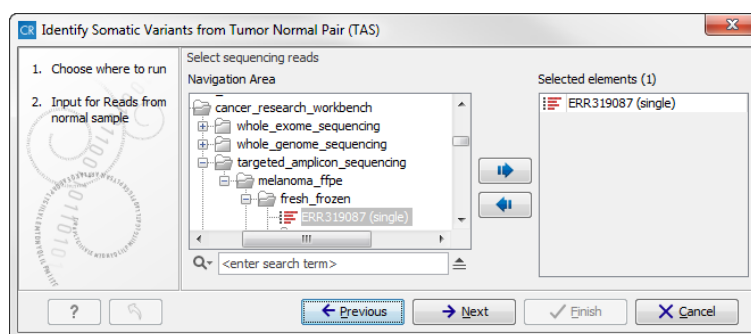 CR Identify Somatic Variants from Tumor Normal Pair (TAS)
1. Choose where to run
2. Input for Reads from
normal sample
Select sequencing reads
Navigation Area
cancer_research_workbench
whole_exome_sequencing
whole_genome_sequencing
targeted_amplicon_sequencing
melanoma_ffpe
fresh_frozen
ERR319087 (single)
<enter search term>
Selected elements (1)
ERR319087 (single)
?
Previous
Next
Finish
Cancel